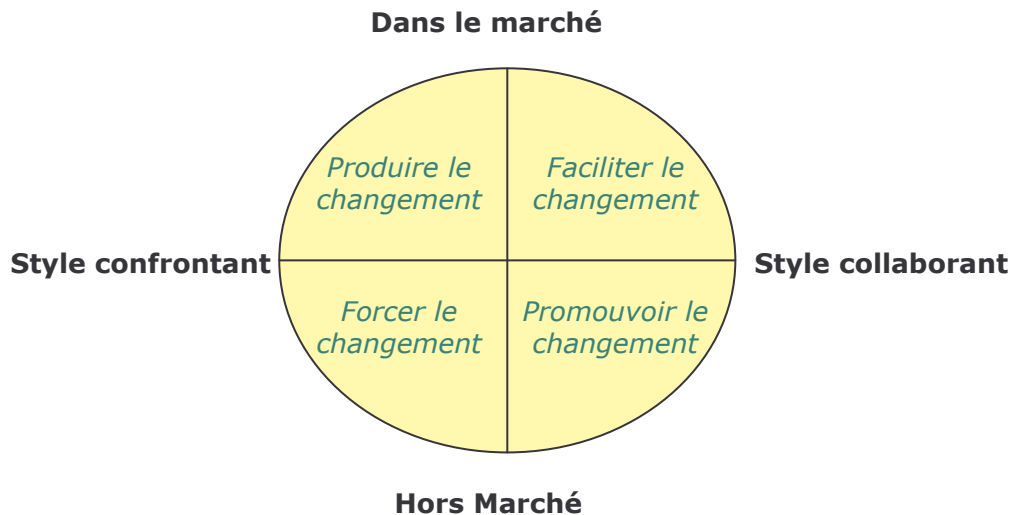 Dans le marché
Produire le
changement
Faciliter le
changement
Style confrontant
Style collaborant
Forcer le
changement
Promouvoir le
changement
Hors Marché